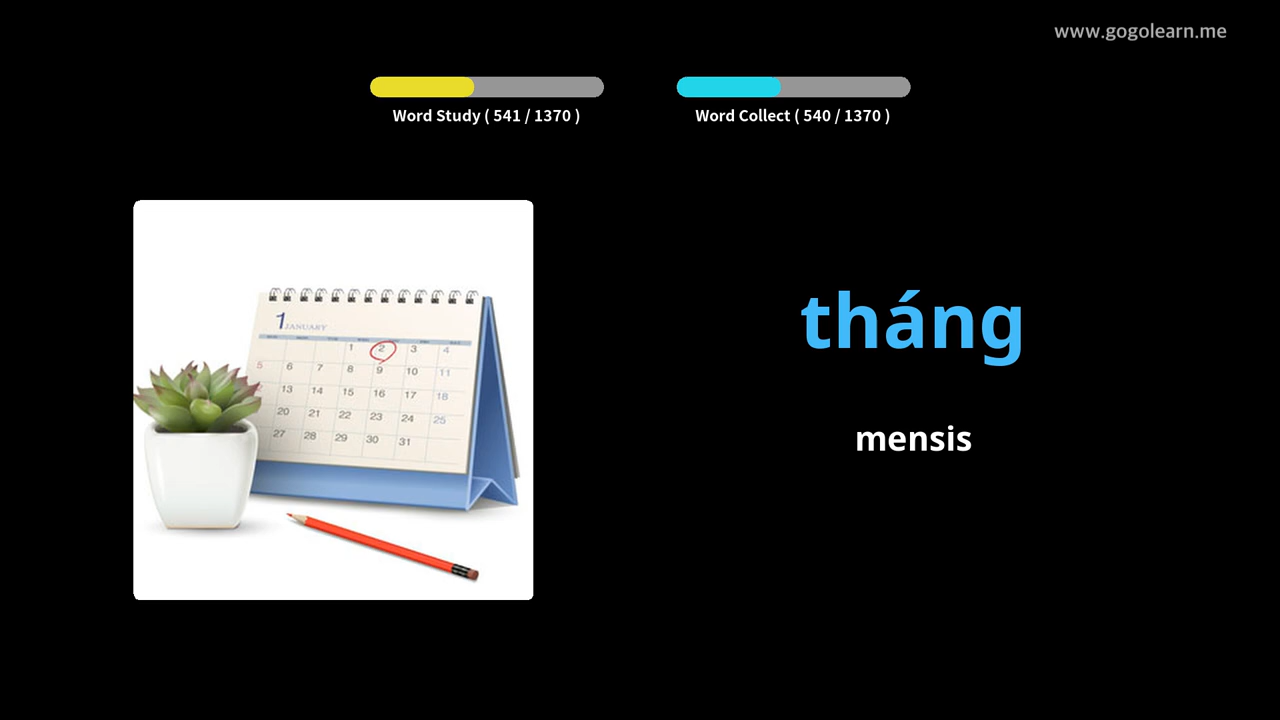 www.gogolearn.me
Word Study ( 541 / 1370 )
Word Collect ( 540 / 1370 )
tháng
mensis
1 JANUARY
1 2 3 4
5 6 7 8 9 10 11
2 13 14 15 16 17 18
20 21 22 23 24 25
27 28 29 30 31